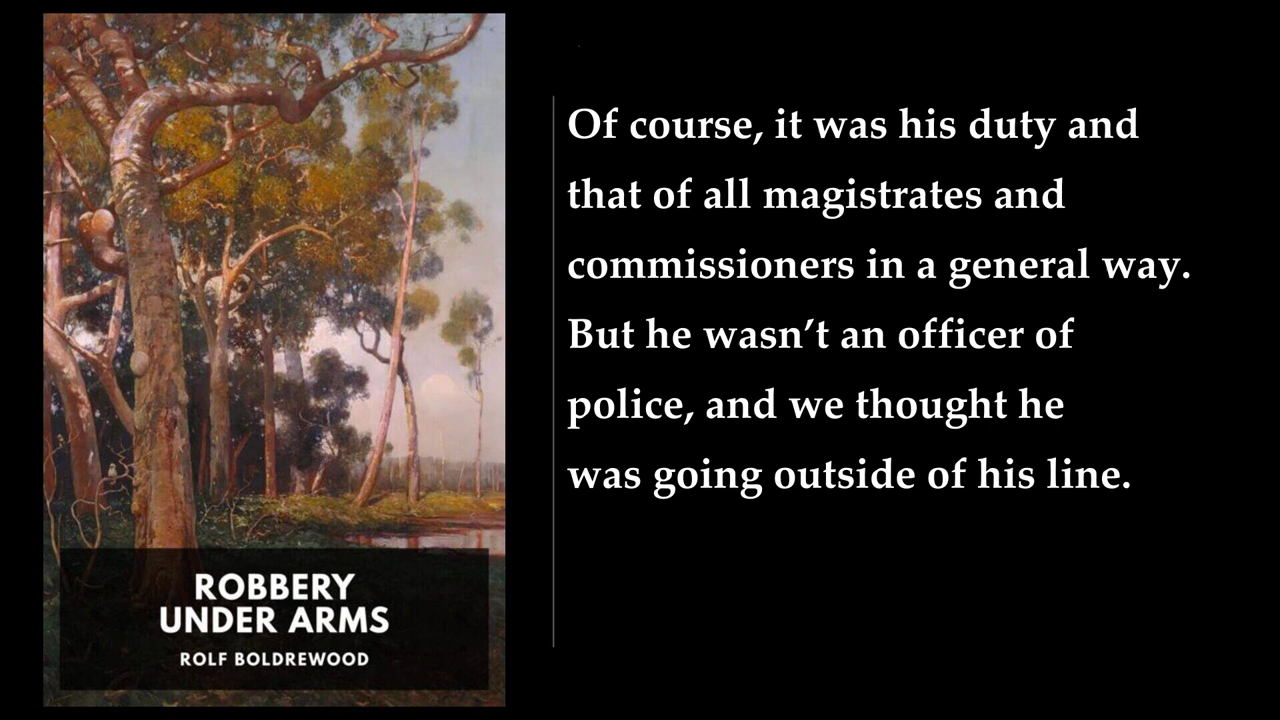 ROBBERY
UNDER ARMS
ROLF BOLDREWOOD
Of course, it was his duty and
that of all magistrates and
commissioners in a general way.
But he wasn’t an officer of
police, and we thought he
was going outside of his line.